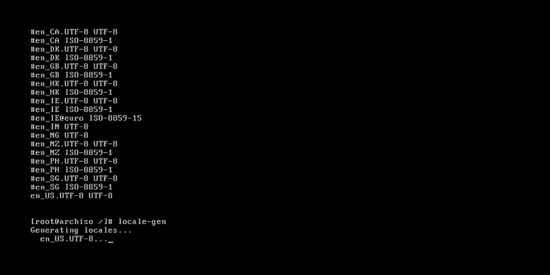 #en_CA.UTF-8 UTF-8
#en_CA ISO-8859-1
#en_DK.UTF-8 UTF-8
#en_DK ISO-8859-1
#en_GB.UTF-8 UTF-8
#en_GB ISO-8859-1
#en_HK.UTF-8 UTF-8
#en_HK ISO-8859-1
#en_IE.UTF-8 UTF-8
#en_IE ISO-8859-1
#en_IE@euro ISO-8859-15
#en_IN UTF-8
#en_NG UTF-8
#en_NZ.UTF-8 UTF-8
#en_NZ ISO-8859-1
#en_PH.UTF-8 UTF-8
#en_PH ISO-8859-1
#en_SG.UTF-8 UTF-8
#en_SG ISO-8859-1
en_US.UTF-8 UTF-8
[root@archiso /]# locale-gen
Generating locales...
  en_US.UTF-8..._